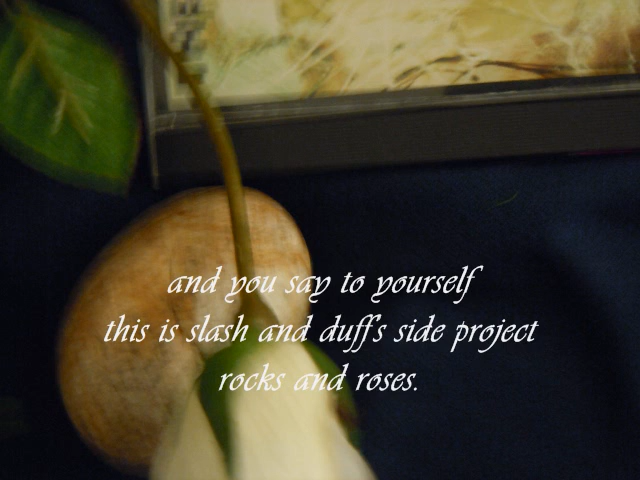 and you say to yourself
this is slash and duff's side project
rocks and roses.